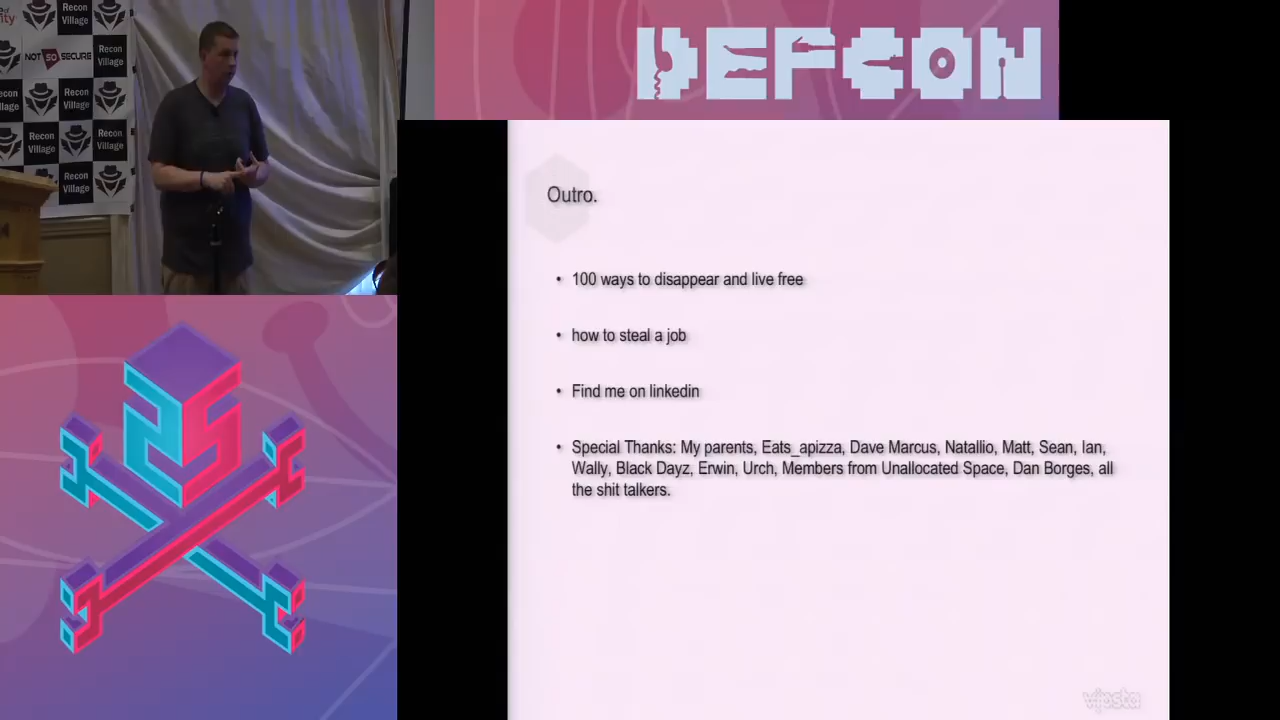 Recon
Village
NOT SO SECURE
Recon
Village
Recon
Village
Recon
Village
Recon
Village
Recon
Village
DEFCON
Outro.
• 100 ways to disappear and live free
• how to steal a job
• Find me on linkedin
• Special Thanks: My parents, Eats_apizza, Dave Marcus, Natallio, Matt, Sean, Ian,
Wally, Black Dayz, Erwin, Urch, Members from Unallocated Space, Dan Borges, all
the shit talkers.